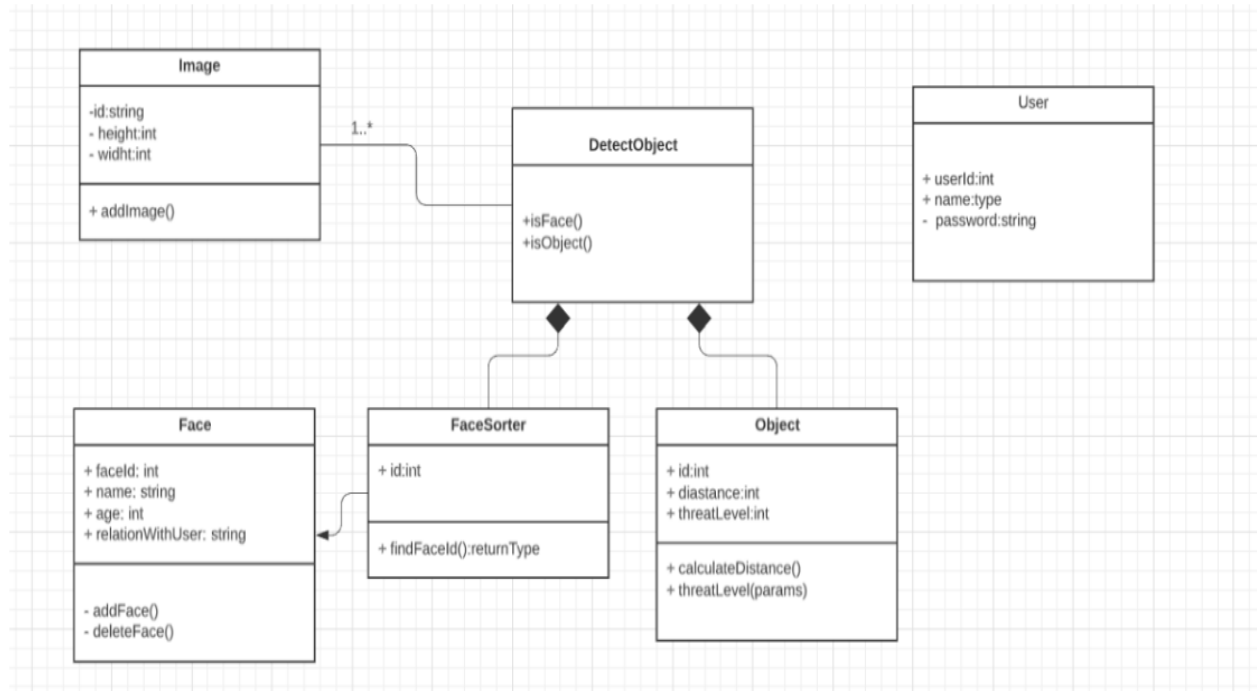 Image
-id:string
- height:int
- widht:int
+ addImage()
1..*
DetectObject
+isFace()
+isObject()
User
+ userId:int
+ name:type
- password:string
Face
+ faceId: int
+ name: string
+ age: int
+ relationWithUser: string
- addFace()
- deleteFace()
FaceSorter
+ id:int
+ findFaceId():returnType
Object
+ id:int
+ diastance:int
+ threatLevel:int
+ calculateDistance()
+ threatLevel(params)